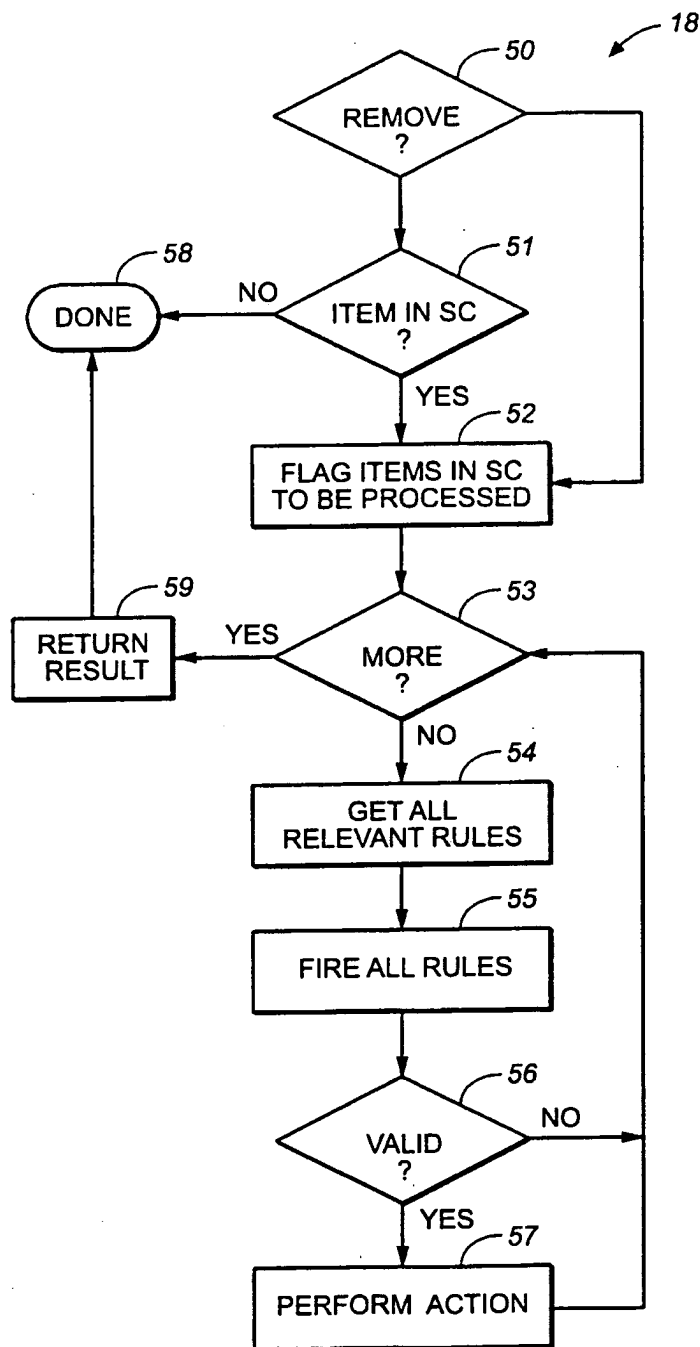 18
50
REMOVE
?
51
ITEM IN SC
?
NO
58
DONE
YES
52
FLAG ITEMS IN SC
TO BE PROCESSED
53
MORE
?
YES
59
RETURN
RESULT
NO
54
GET ALL
RELEVANT RULES
55
FIRE ALL RULES
56
VALID
?
NO
YES
57
PERFORM ACTION